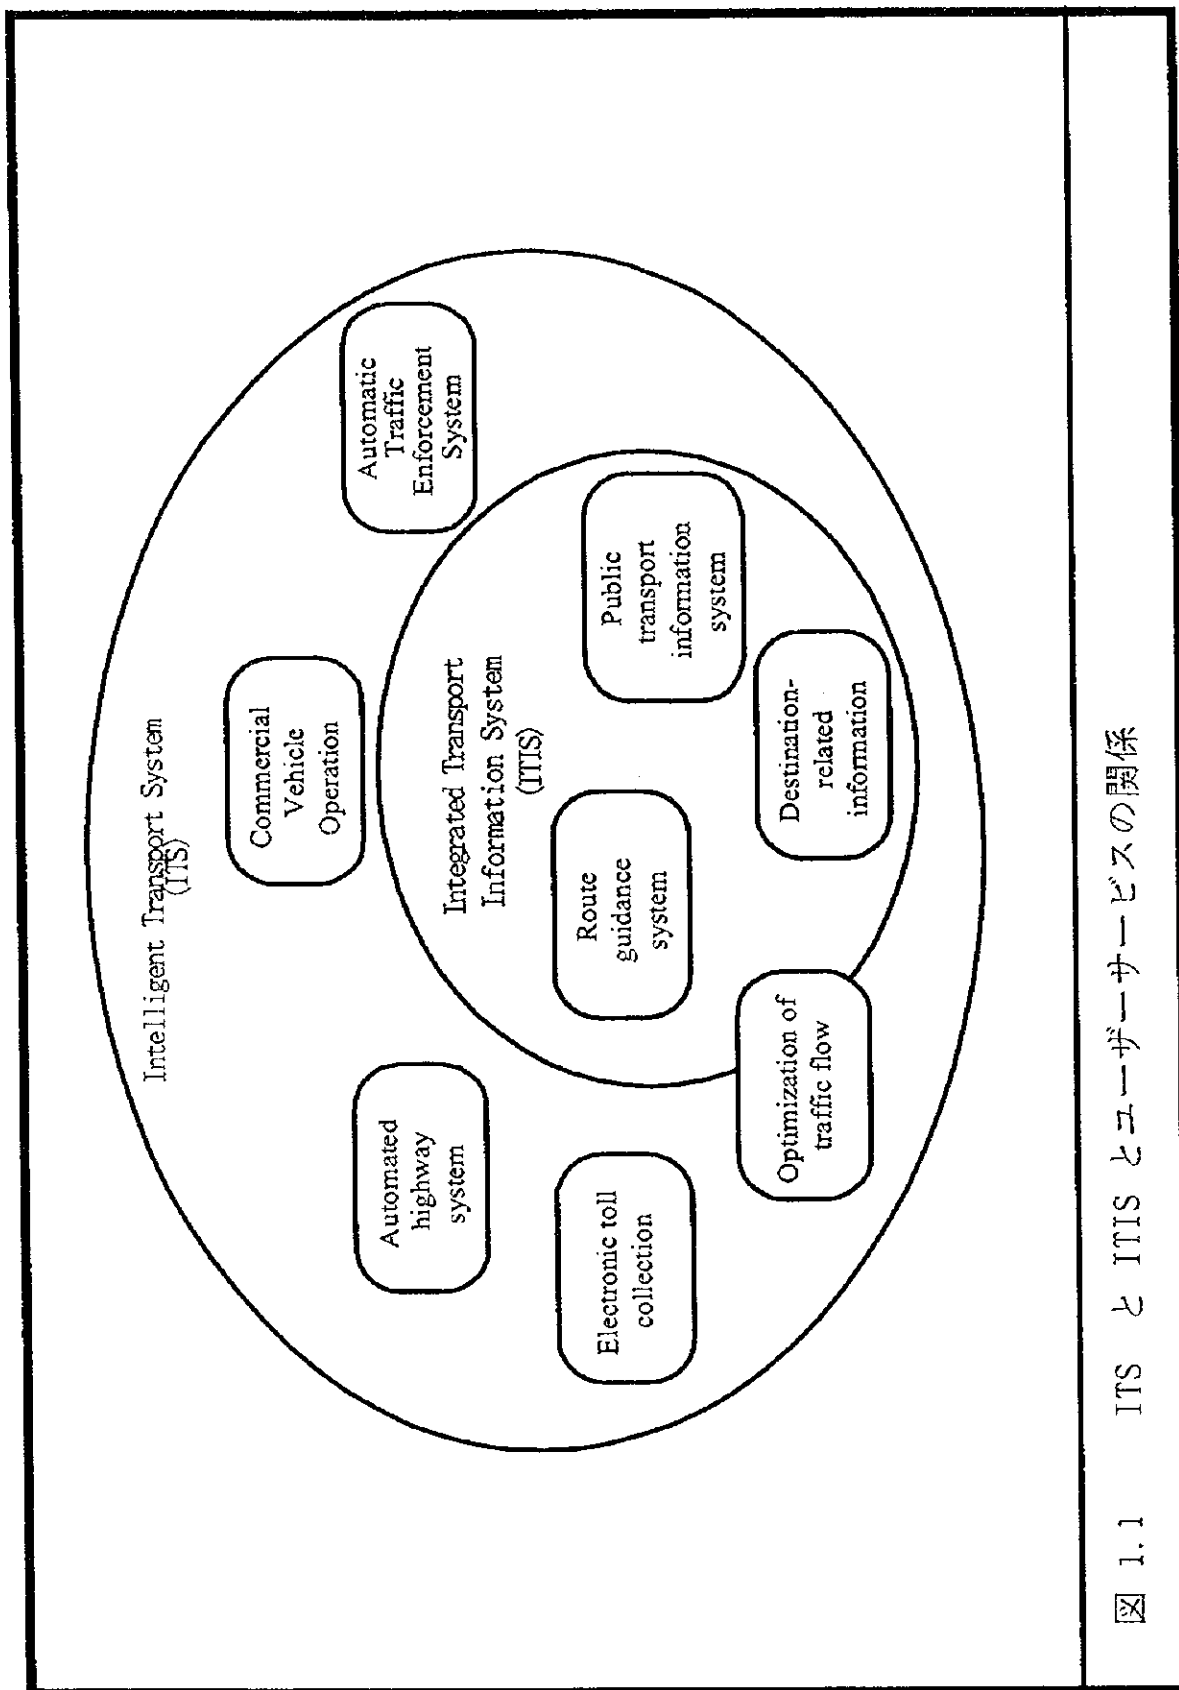 Intelligent Transport System
(ITS)
Commercial
Vehicle
Operation
Automatic
Traffic
Enforcement
System
Automated
highway
system
Integrated Transport
Information System
(ITIS)
Electronic toll
collection
Route
guidance
system
Public
transport
information
system
Optimization of
traffic flow
Destination-
related
information
図 1.1 ITS と ITIS とユーザーサービスの関係